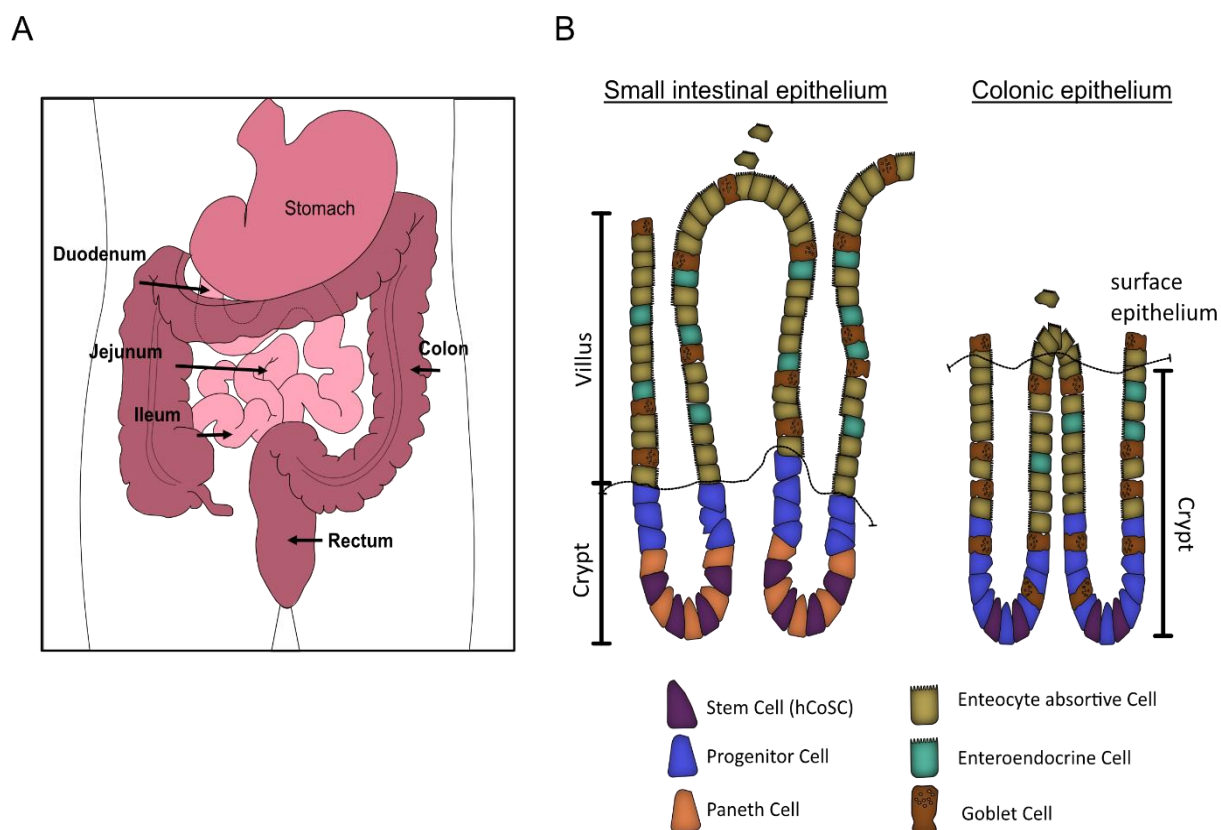 A
B
Stomach
Duodenum
Jejunum
Colon
Ileum
Rectum
Small intestinal epithelium
Colonic epithelium
Villus
Crypt
surface
epithelium
Crypt
Stem Cell (hCoSC)
Progenitor Cell
Paneth Cell
Enteocyte absortive Cell
Enteroendocrine Cell
Goblet Cell